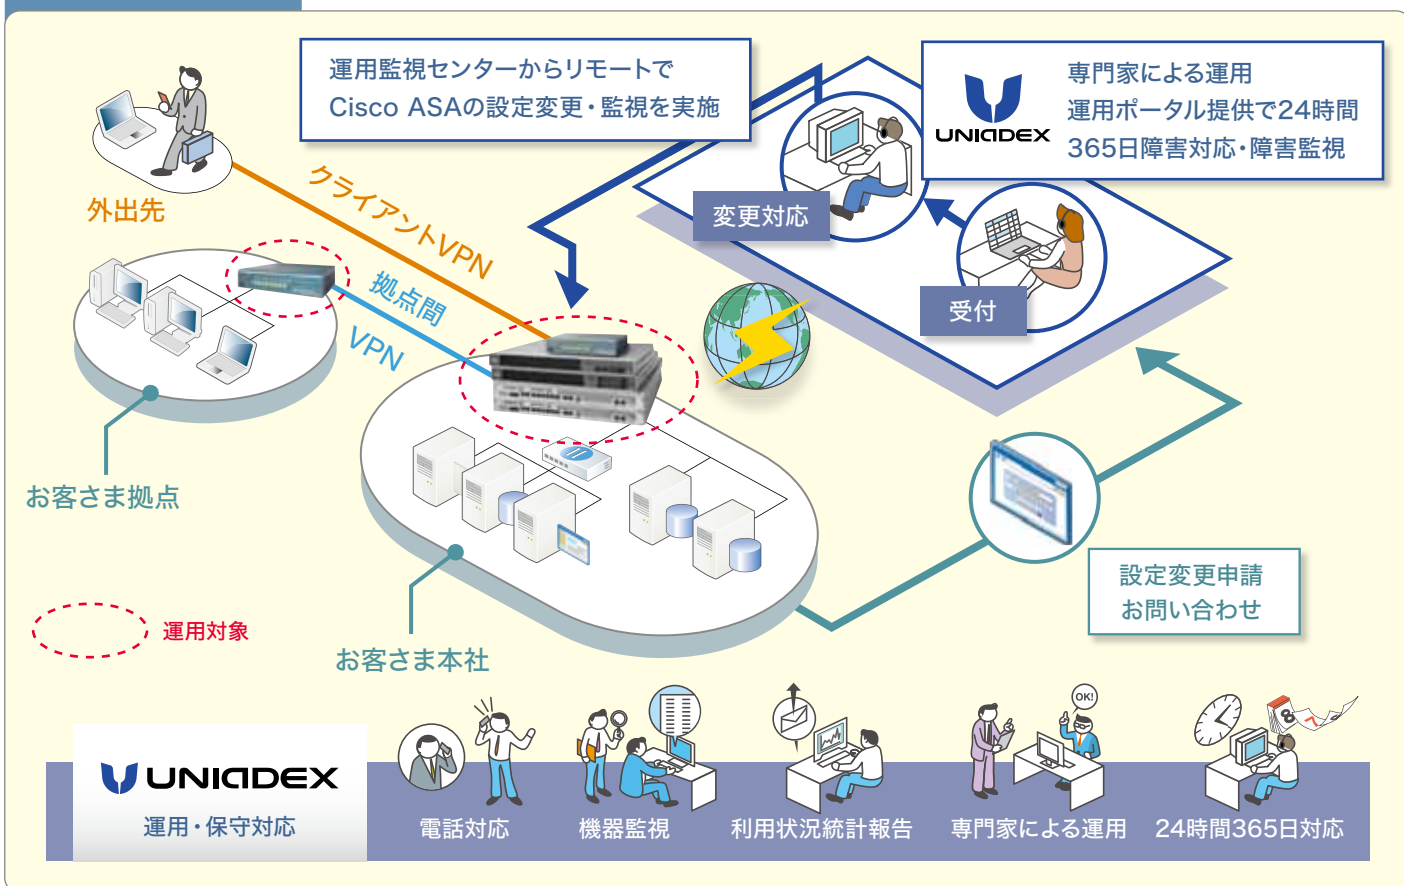 運用監視センターからリモートで
Cisco ASAの設定変更・監視を実施
UNIADEX
専門家による運用
運用ポータル提供で24時間
365日障害対応・障害監視
外出先
クライアントVPN
拠点間
VPN
変更対応
受付
お客さま拠点
お客さま本社
運用対象
設定変更申請
お問い合わせ
UNIADEX
運用・保守対応
電話対応
機器監視
利用状況統計報告
OK!
専門家による運用
8
7
24時間365日対応